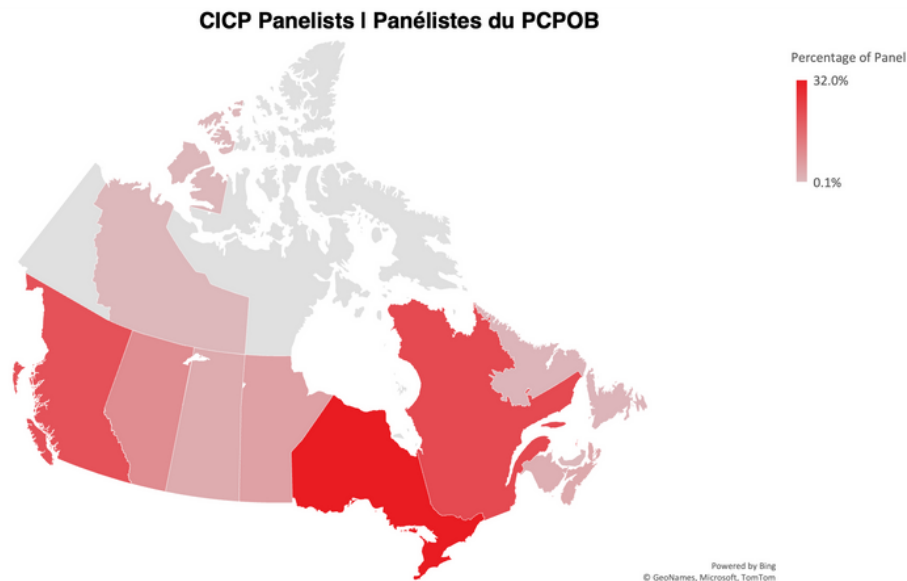 CICP Panelists I Panélistes du PCPOB
Percentage of Panel
32.0%
0.1%
Powered by Bing
© GeoNames, Microsoft, TomTom